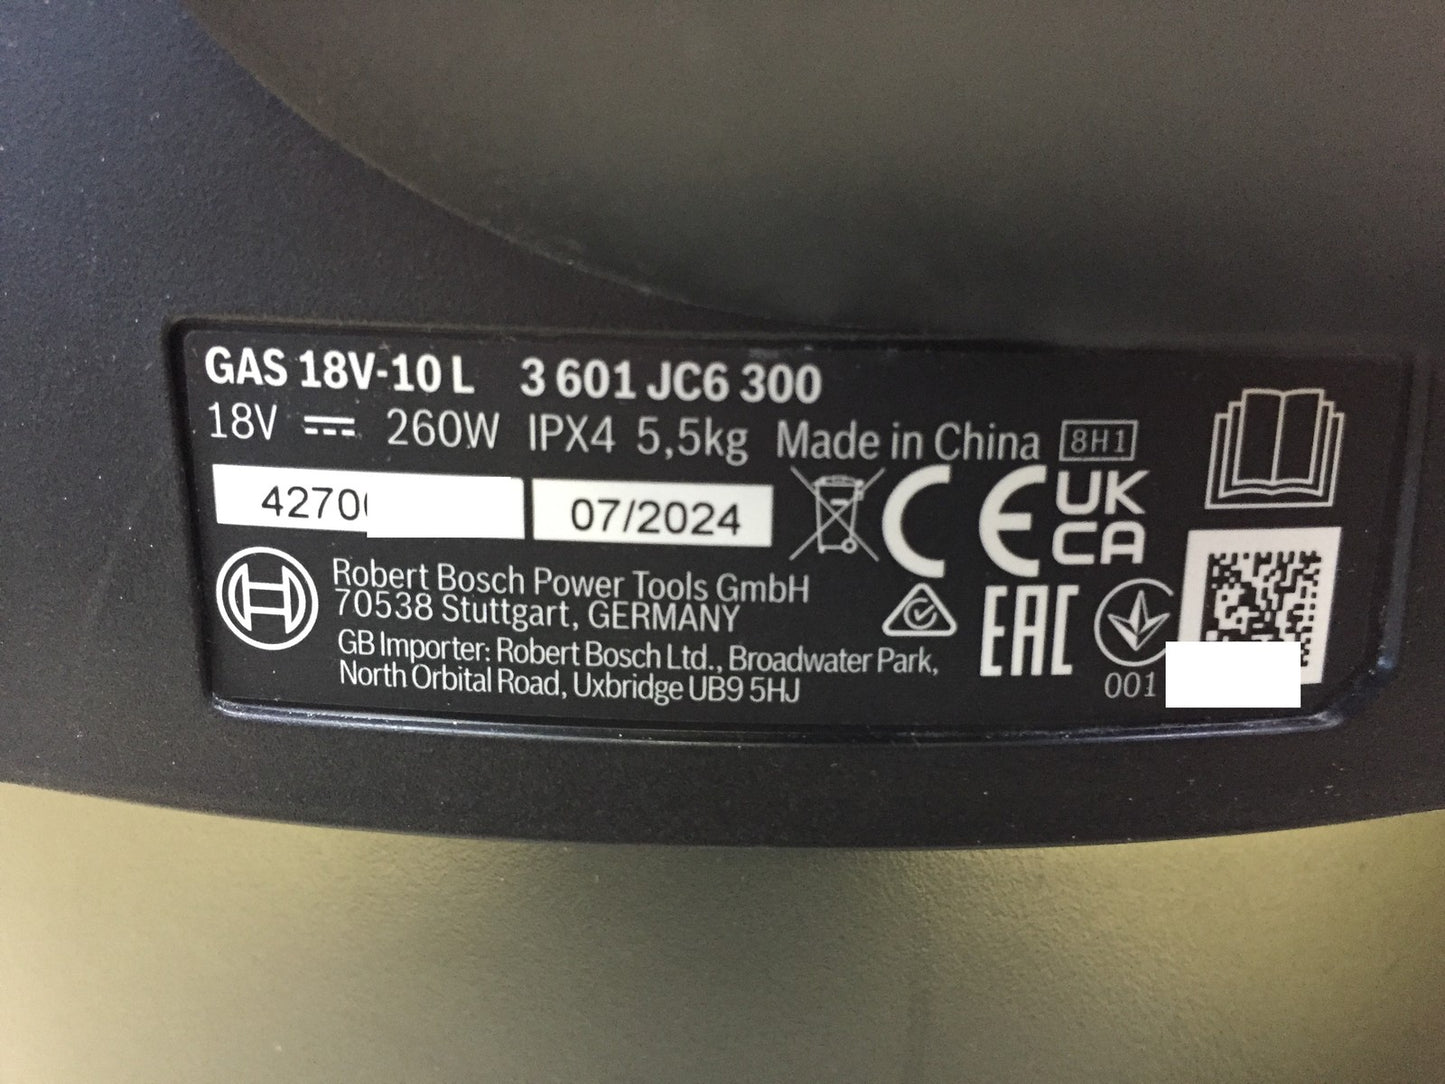 GAS 18V-10 L 3 601 JC6 300
18V 260W IPX4 5,5kg Made in China 8H1
4270 07/2024
CE UK CA
Robert Bosch Power Tools GmbH
70538 Stuttgart, GERMANY
GB Importer: Robert Bosch Ltd., Broadwater Park,
North Orbital Road, Uxbridge UB9 5HJ
EAC
001